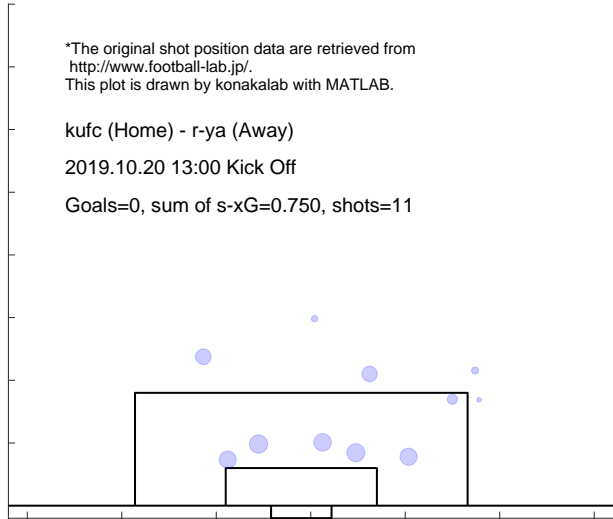 *The original shot position data are retrieved from
http://www.football-lab.jp/.
This plot is drawn by konakalab with MATLAB.
kufc (Home) - r-ya (Away)
2019.10.20 13:00 Kick Off
Goals=0, sum of s-xG=0.750, shots=11